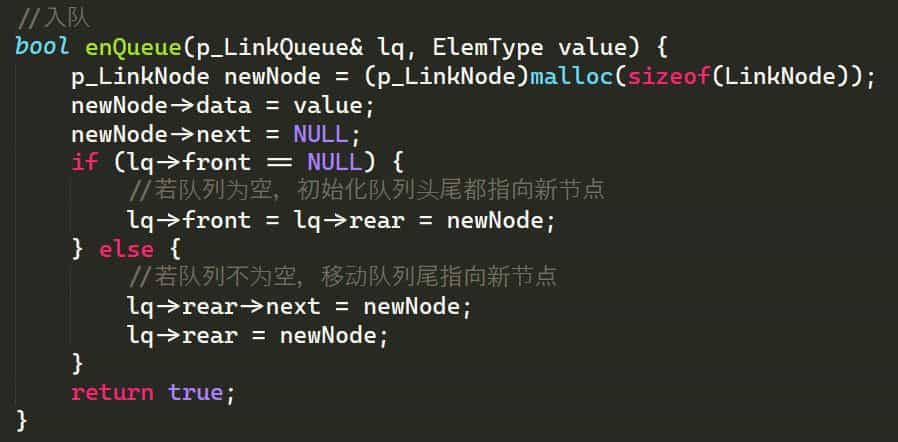 //入队
bool enQueue(p_LinkQueue& lq, ElemType value) {
    p_LinkNode newNode = (p_LinkNode)malloc(sizeof(LinkNode));
    newNode->data = value;
    newNode->next = NULL;
    if (lq->front == NULL) {
        //若队列为空，初始化队列头尾都指向新节点
        lq->front = lq->rear = newNode;
    } else {
        //若队列不为空，移动队列尾指向新节点
        lq->rear->next = newNode;
        lq->rear = newNode;
    }
    return true;
}